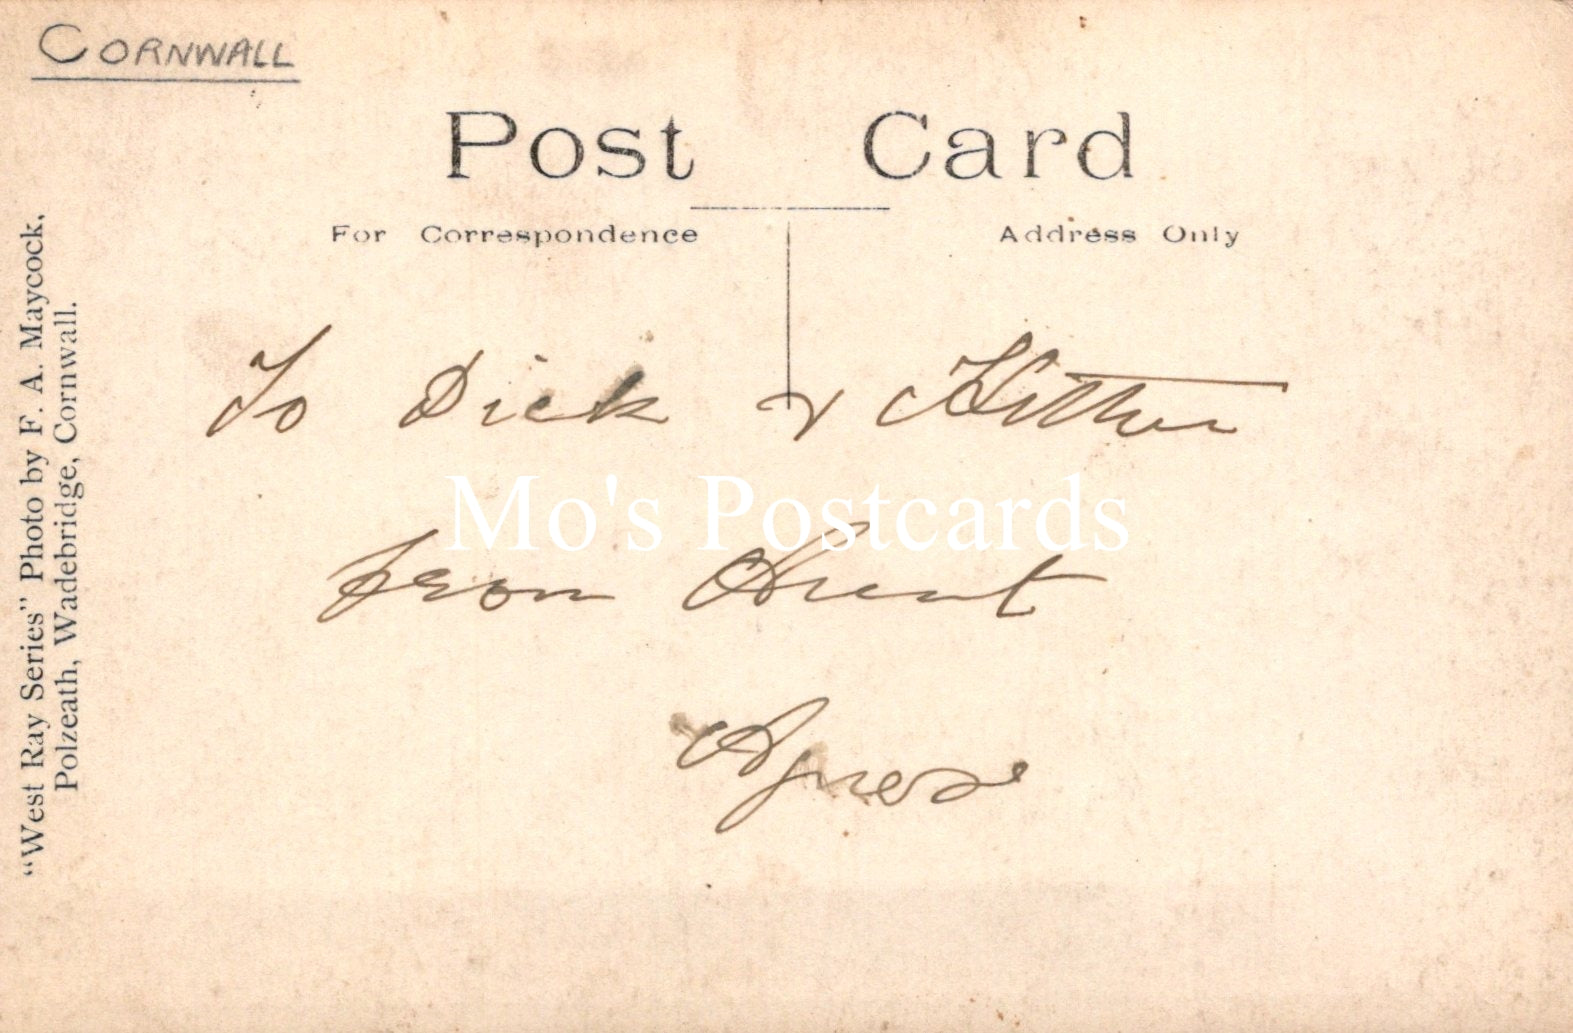 CORNWALL
Post Card
For Correspondence
Address Only
"West Ray Series" Photo by F. A. Maycock,
Polzeath, Wadebridge, Cornwall.
To Dick &
from Aunt
Agnes
Mo's Postcards